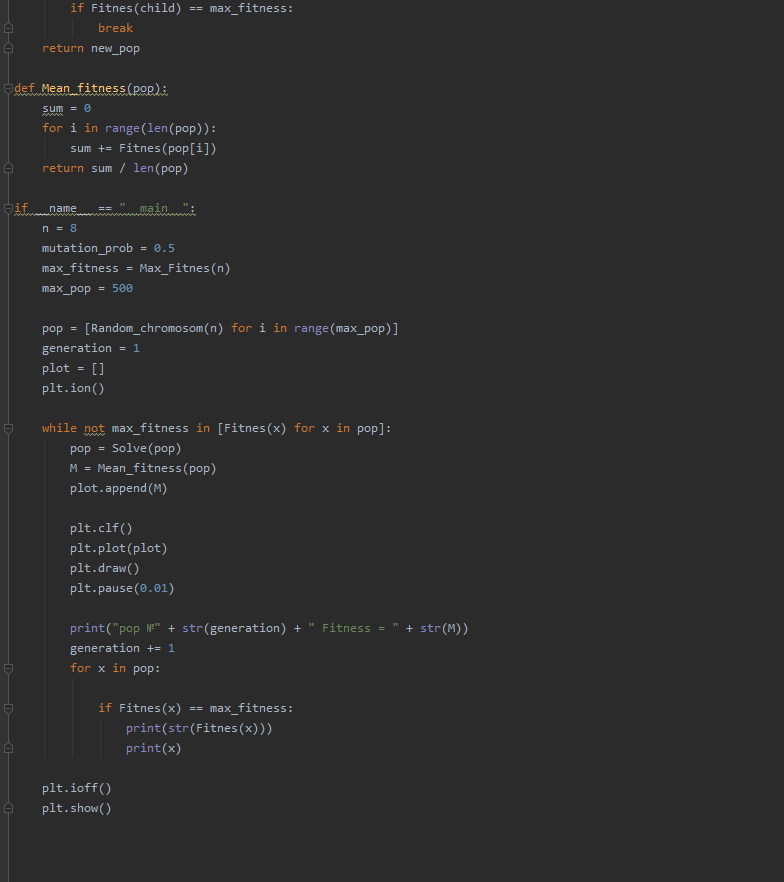 if Fitnes(child) == max_fitness:
break
return new_pop
def Mean_fitness(pop):
sum = 0
for i in range(len(pop)):
sum += Fitnes(pop[i])
return sum / len(pop)
if __name__ == "__main__":
n = 8
mutation_prob = 0.5
max_fitness = Max_Fitnes(n)
max_pop = 500
pop = [Random_chromosom(n) for i in range(max_pop)]
generation = 1
plot = []
plt.ion()
while not max_fitness in [Fitnes(x) for x in pop]:
pop = Solve(pop)
M = Mean_fitness(pop)
plot.append(M)
plt.clf()
plt.plot(plot)
plt.draw()
plt.pause(0.01)
print("pop №" + str(generation) + " Fitness = " + str(M))
generation += 1
for x in pop:
if Fitnes(x) == max_fitness:
print(str(Fitnes(x)))
print(x)
plt.ioff()
plt.show()